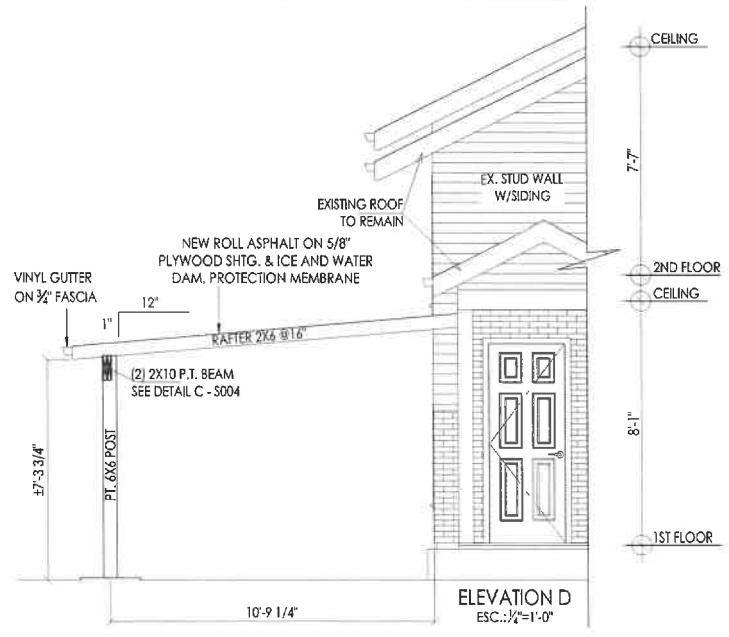 CEILING
7'-7"
EX. STUD WALL
W/SIDING
EXISTING ROOF
TO REMAIN
NEW ROLL ASPHALT ON 5/8"
PLYWOOD SHTG. & ICE AND WATER
DAM. PROTECTION MEMBRANE
2ND FLOOR
CEILING
VINYL GUTTER
ON ¾" FASCIA
12"
1"
RAFTER 2X6 @16"
(2) 2X10 P.T. BEAM
SEE DETAIL C - S004
±7'-3 3/4"
PT. 6X6 POST
8'-1"
1ST FLOOR
10'-9 1/4"
ELEVATION D
ESC.:¼"=1'-0"